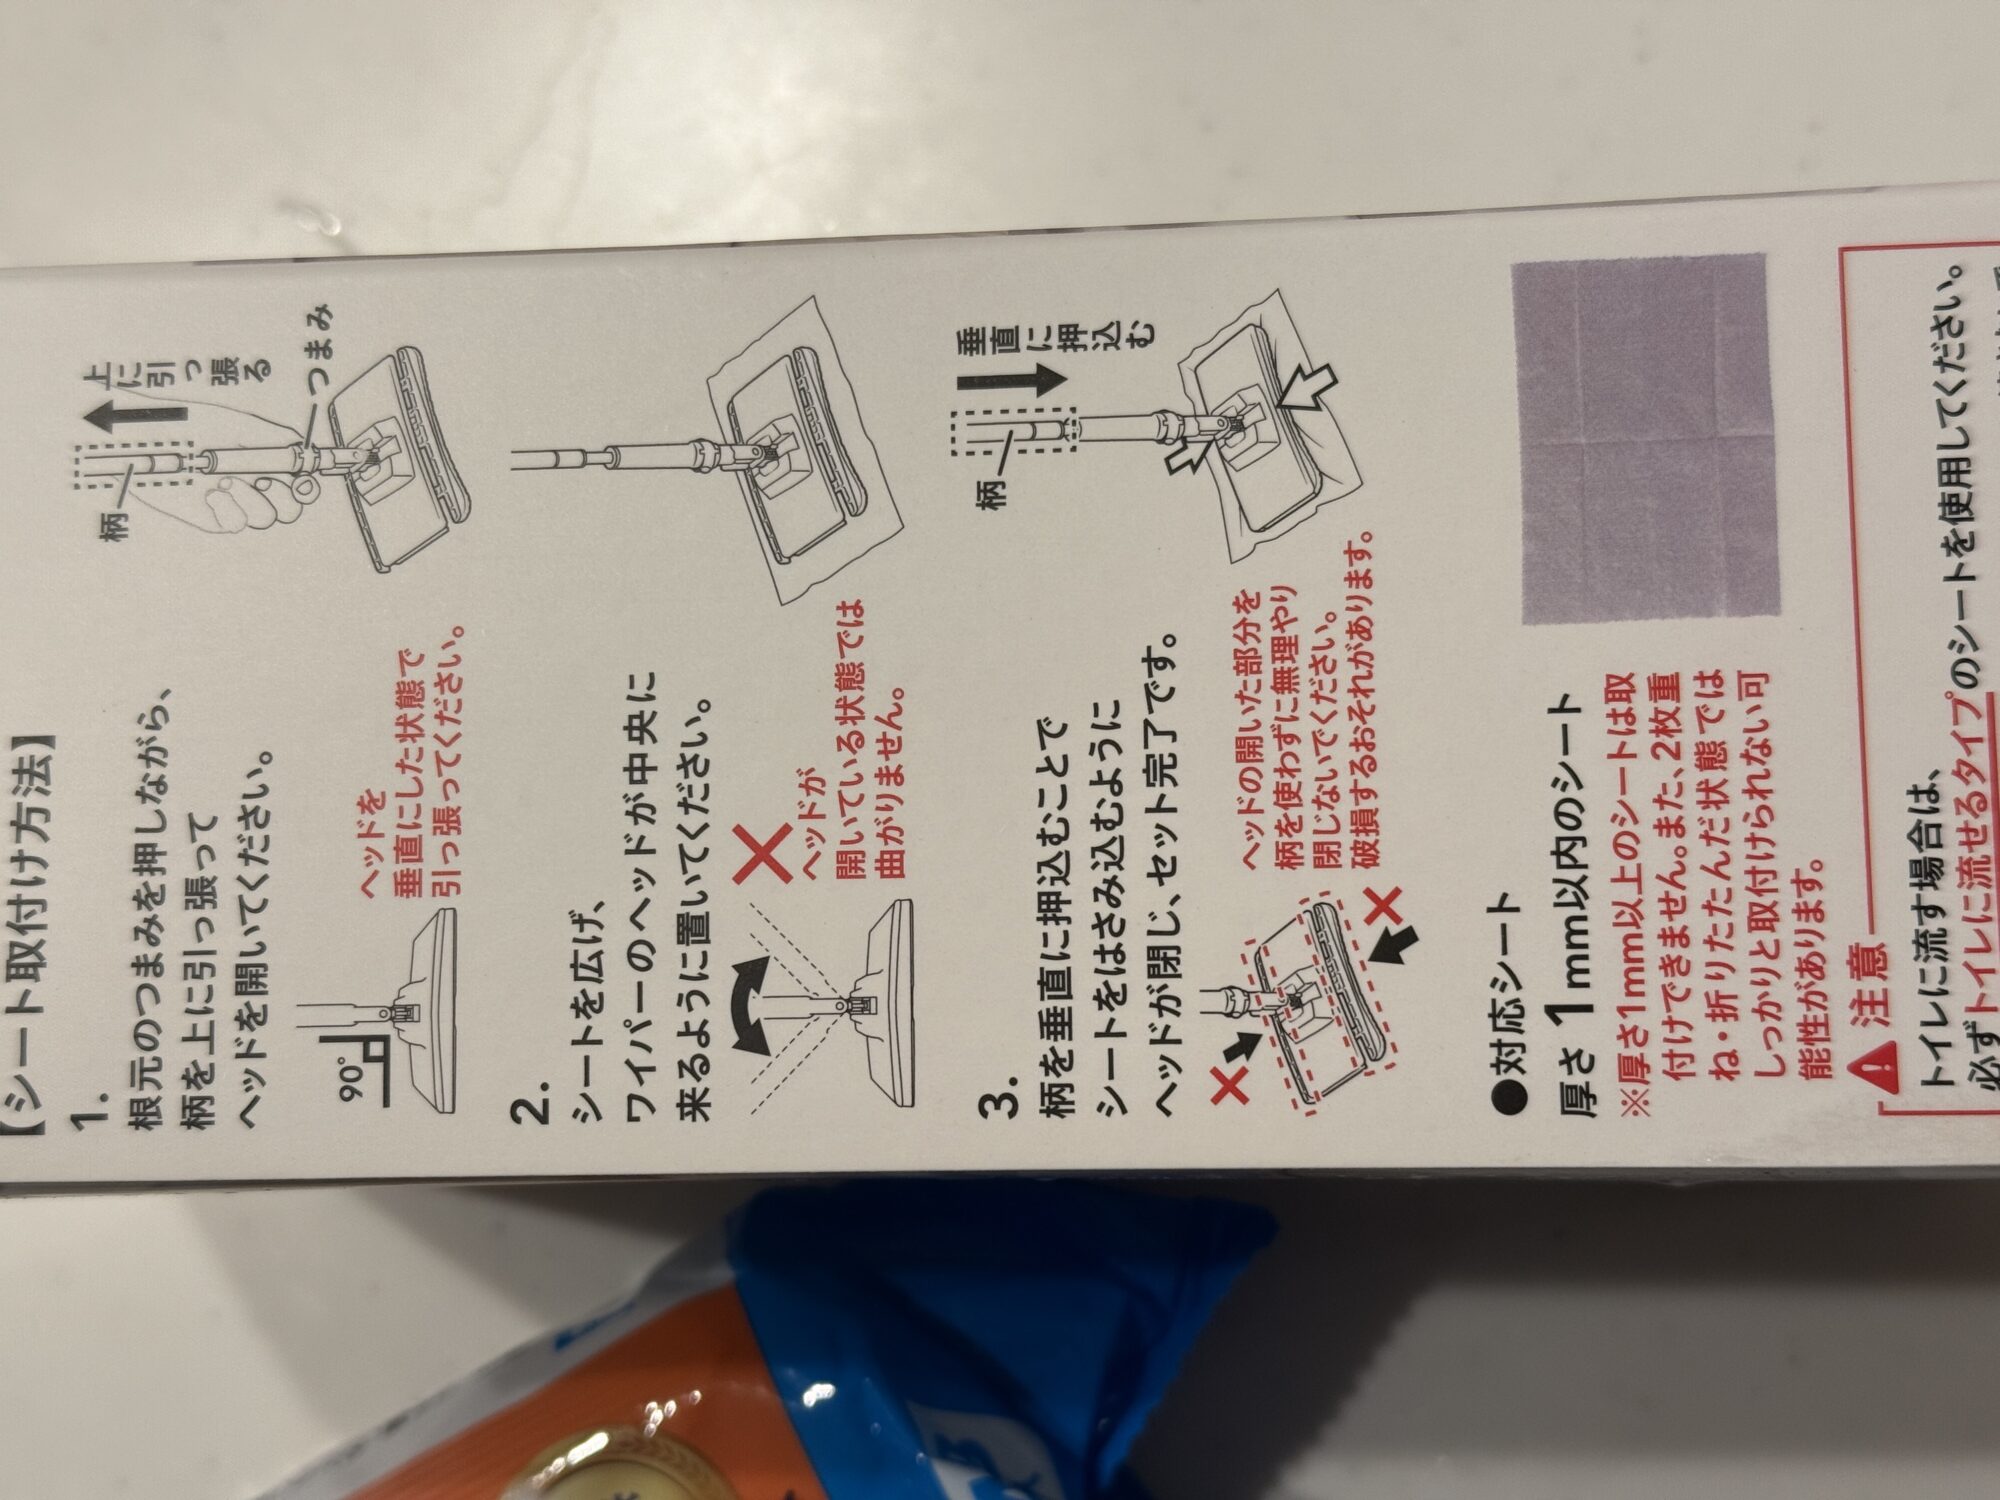 【シート取付け方法】
1.
根元のつまみを押しながら、
柄を上に引っ張って
ヘッドを開いてください。
90°
ヘッドを
垂直にした状態で
引っ張ってください。
柄
上に引っ張る
つまみ
2.
シートを広げ、
ワイパーのヘッドが中央に
来るように置いてください。
ヘッドが
開いている状態では
曲がりません。
3.
柄を垂直に押込むことで
シートをはさみ込むように
ヘッドが閉じ、セット完了です。
ヘッドの開いた部分を
柄を使わずに無理やり
閉じないでください。
破損するおそれがあります。
柄
垂直に押込む
●対応シート
厚さ1mm以内のシート
※厚さ1mm以上のシートは取
付けできません。また、2枚重
ね・折りたたんだ状態では
しっかりと取付けられない可
能性があります。
注意
トイレに流す場合は、
必ずトイレに流せるタイプのシートを使用してください。